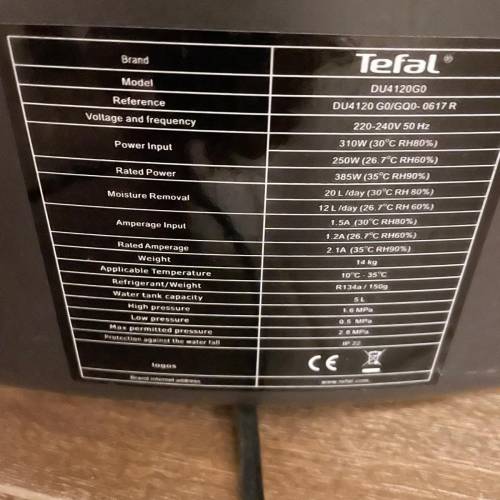 Brand Tefal®
Model DU4120G0
Reference DU4120 G0/GQ0- 0617 R
Voltage and frequency 220-240V 50 Hz
Power Input 310W (30°C RH80%)
250W (26.7°C RH60%)
Rated Power 385W (35°C RH90%)
Moisture Removal 20 L /day (30°C RH 80%)
12 L /day (26.7°C RH 60%)
Amperage Input 1.5A (30°C RH80%)
1.2A (26.7°C RH60%)
Rated Amperage 2.1A (35°C RH90%)
Weight 14 kg
Applicable Temperature 10°C - 35°C
Refrigerant/Weight R134a / 150g
Water tank capacity 5 L
High pressure 1.6 MPa
Low pressure 0.5 MPa
Max permitted pressure 2.6 MPa
Protection against the water fall IP 22
logos CE
Brand internet address www.tefal.com